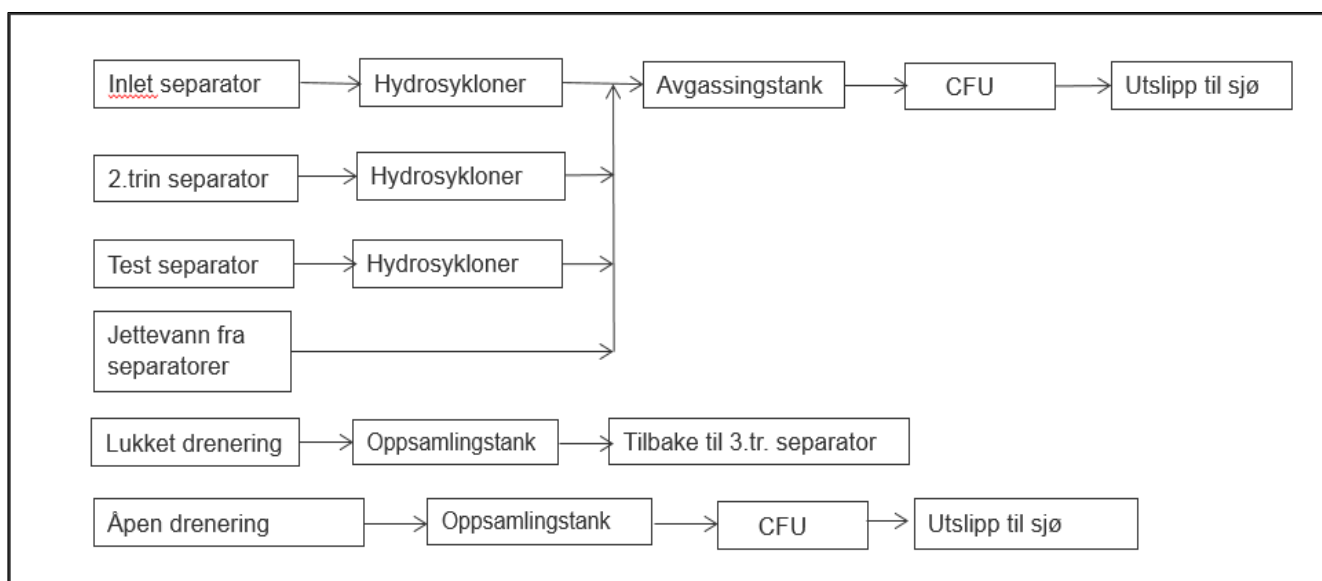 Inlet separator
Hydrosykloner
Avgassingstank
CFU
Utslipp til sjø
2.trin separator
Hydrosykloner
Test separator
Hydrosykloner
Jettevann fra
separatorer
Lukket drenering
Oppsamlingstank
Tilbake til 3.tr. separator
Åpen drenering
Oppsamlingstank
CFU
Utslipp til sjø